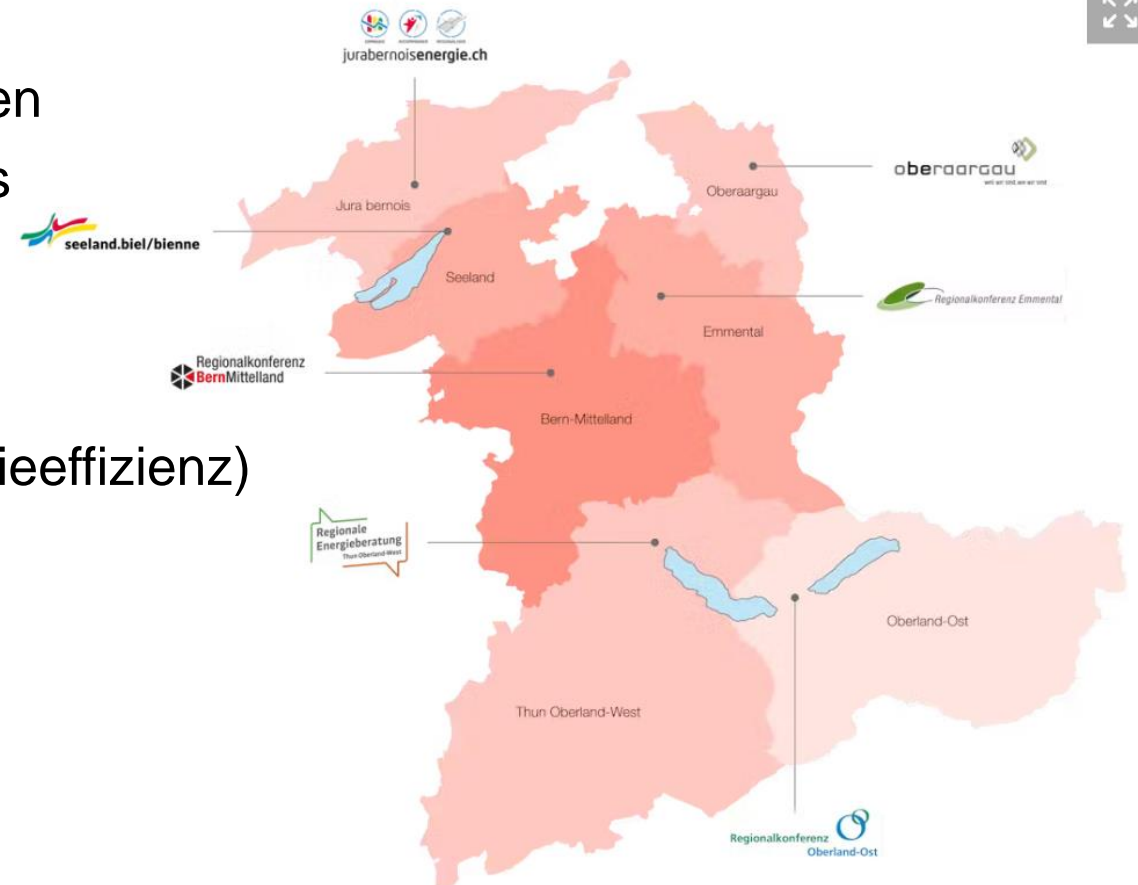 jurabernoisenergie.ch
en
s
ieeffizienz)
seeland.biel/bienne
oberaargau
Jura bernois
Oberaargau
Seeland
Regionalkonferenz Emmental
Emmental
Regionalkonferenz
BernMittelland
Bern-Mittelland
Regionale
Energieberatung
Thun Oberland-West
Oberland-Ost
Thun Oberland-West
Regionalkonferenz
Oberland-Ost